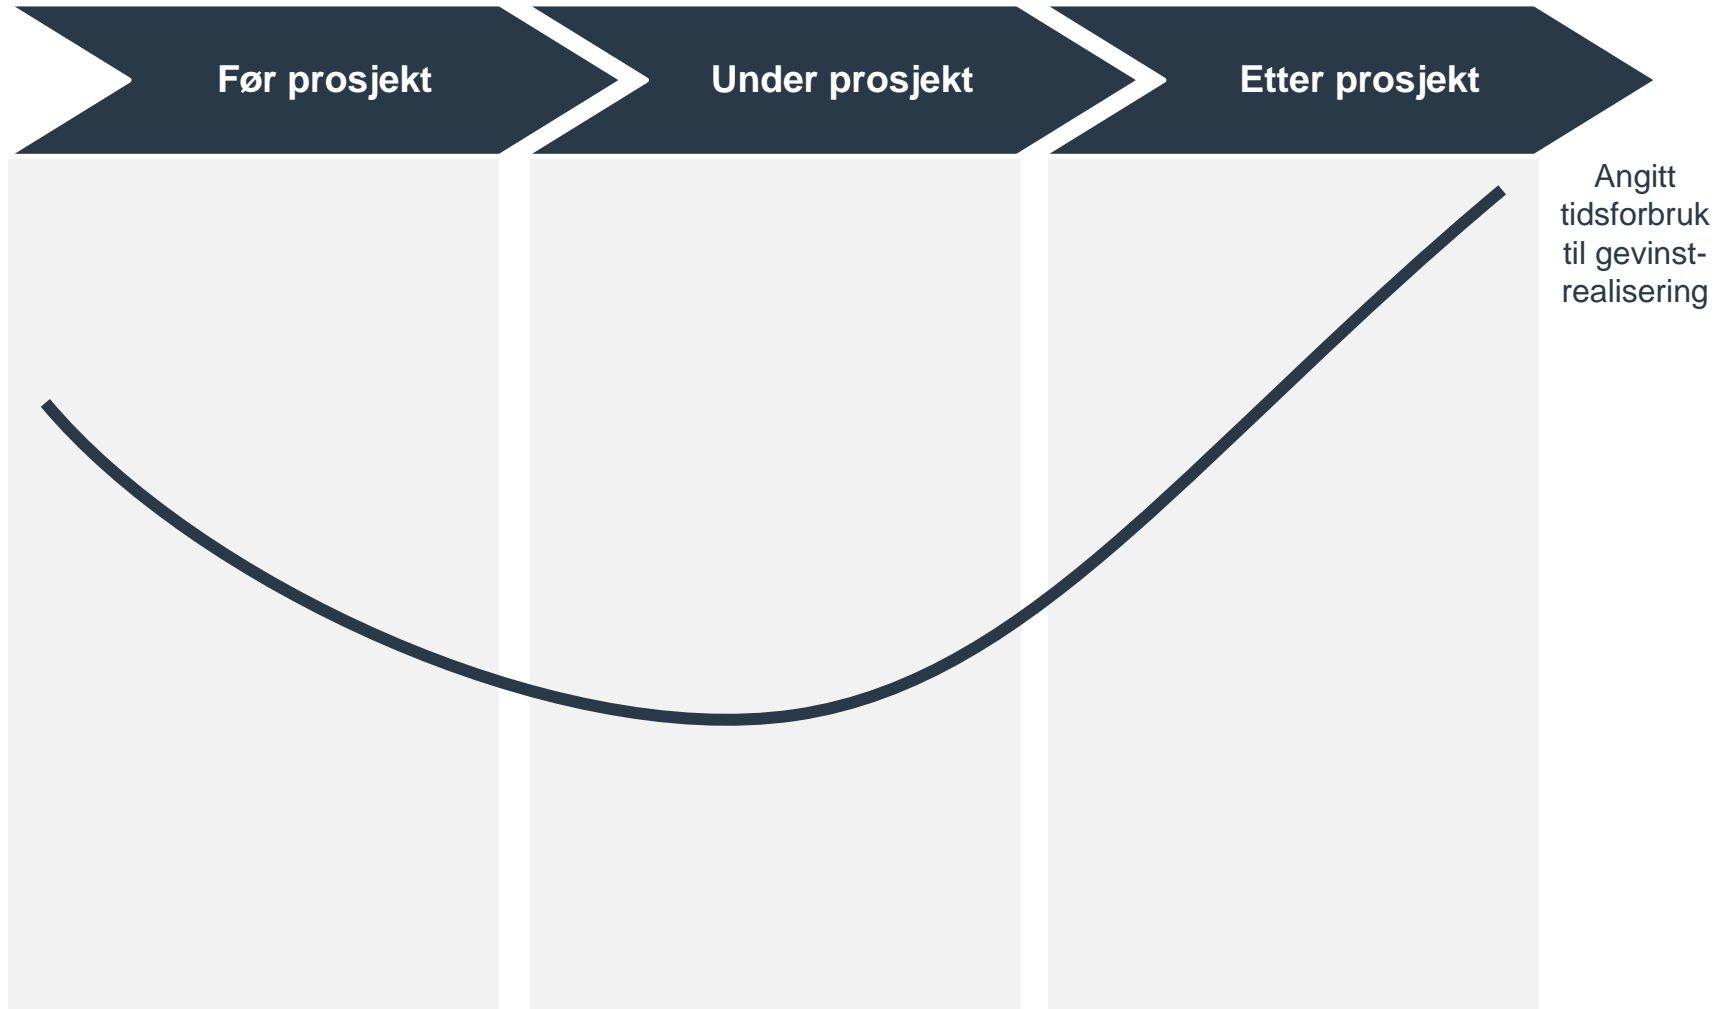 Før prosjekt
Under prosjekt
Etter prosjekt
Angitt
tidsforbruk
til gevinst-
realisering